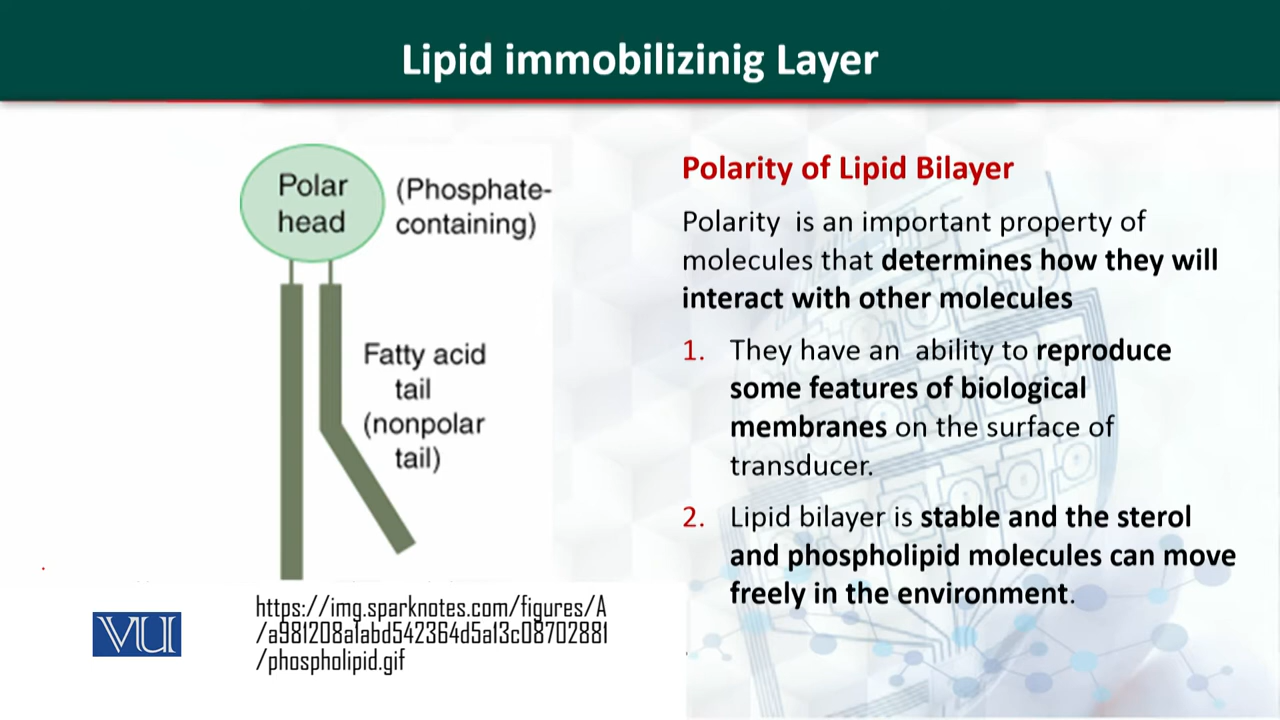 Lipid immobilizinig Layer
Polar
head
(Phosphate-
containing)
Fatty acid
tail
(nonpolar
tail)
https://img.sparknotes.com/figures/A
/a981208a1abd542364d5a13c08702881
/phospholipid.gif
VU
Polarity of Lipid Bilayer
Polarity is an important property of
molecules that determines how they will
interact with other molecules
1. They have an ability to reproduce
some features of biological
membranes on the surface of
transducer.
2. Lipid bilayer is stable and the sterol
and phospholipid molecules can move
freely in the environment.